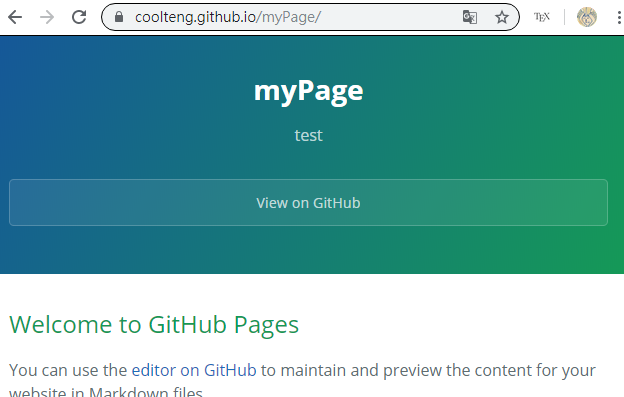 coolteng.github.io/myPage/
TEX
myPage
test
View on GitHub
Welcome to GitHub Pages
You can use the editor on GitHub to maintain and preview the content for your
website in Markdown files.